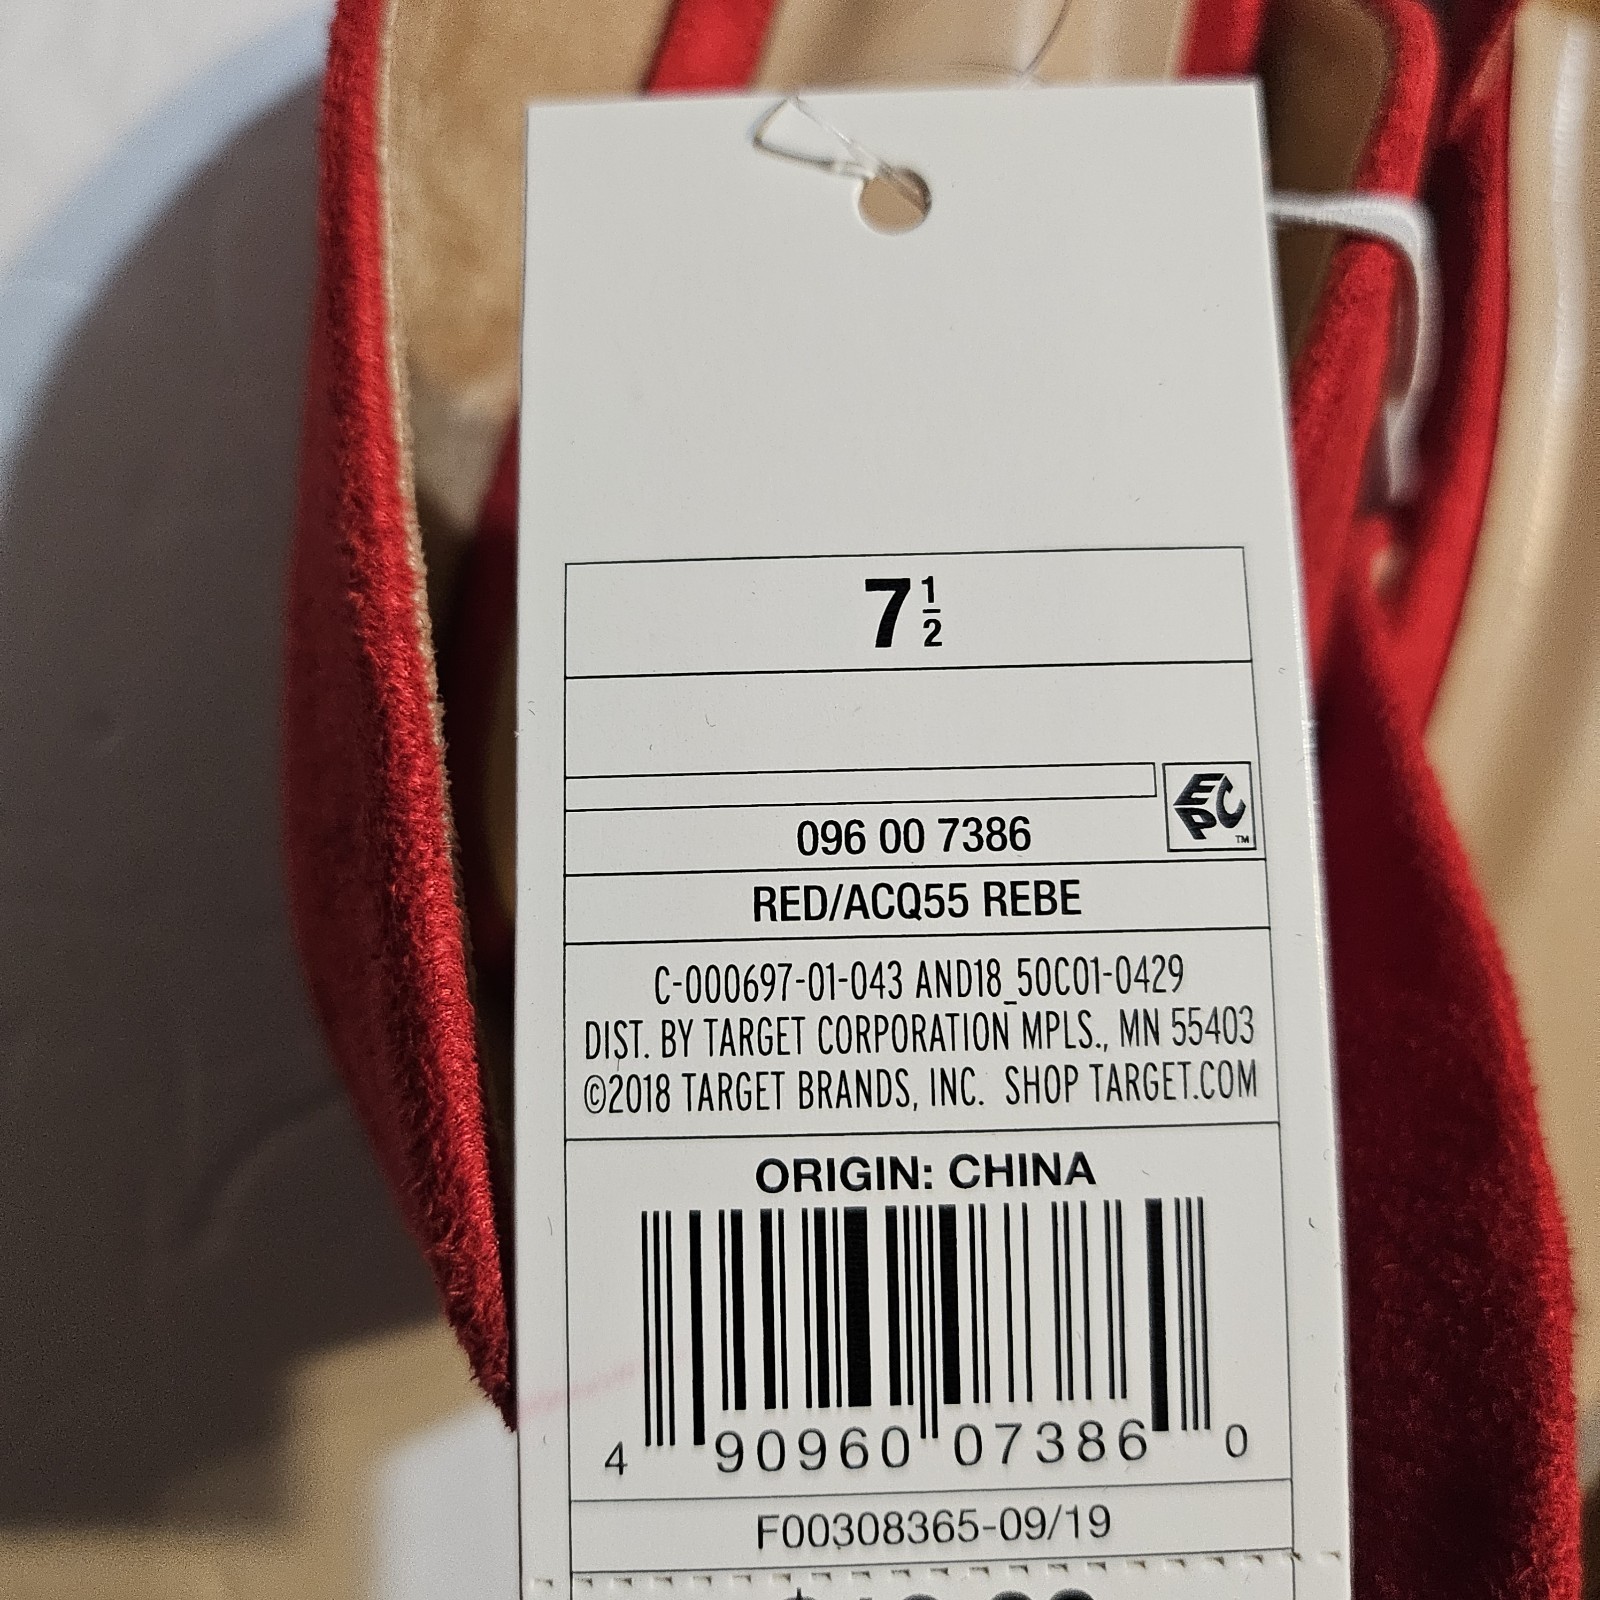 7 1/2
EPC™
096 00 7386
RED/ACQ55 REBE
C-000697-01-043 AND18_50C01-0429
DIST. BY TARGET CORPORATION MPLS., MN 55403
©2018 TARGET BRANDS, INC. SHOP TARGET.COM
ORIGIN: CHINA
4 90960 07386 0
F00308365-09/19